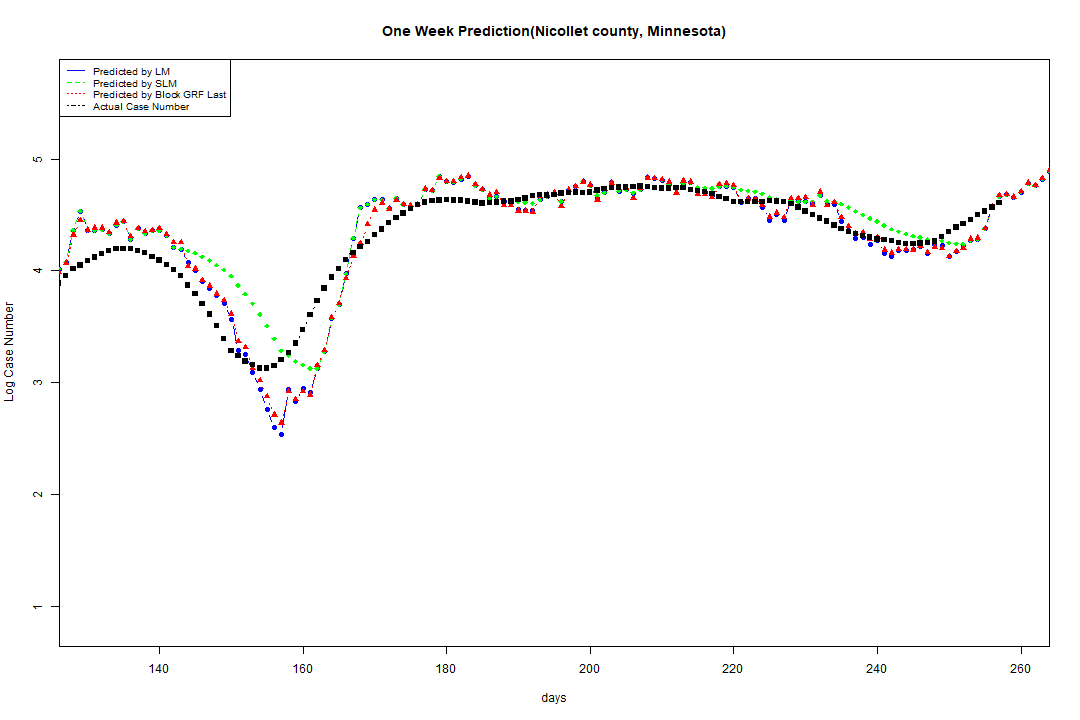 One Week Prediction(Nicollet county, Minnesota)
Predicted by LM
Predicted by SLM
Predicted by Block GRF Last
Actual Case Number
5
4
3
2
1
Log Case Number
140 160 180 200 220 240 260
days